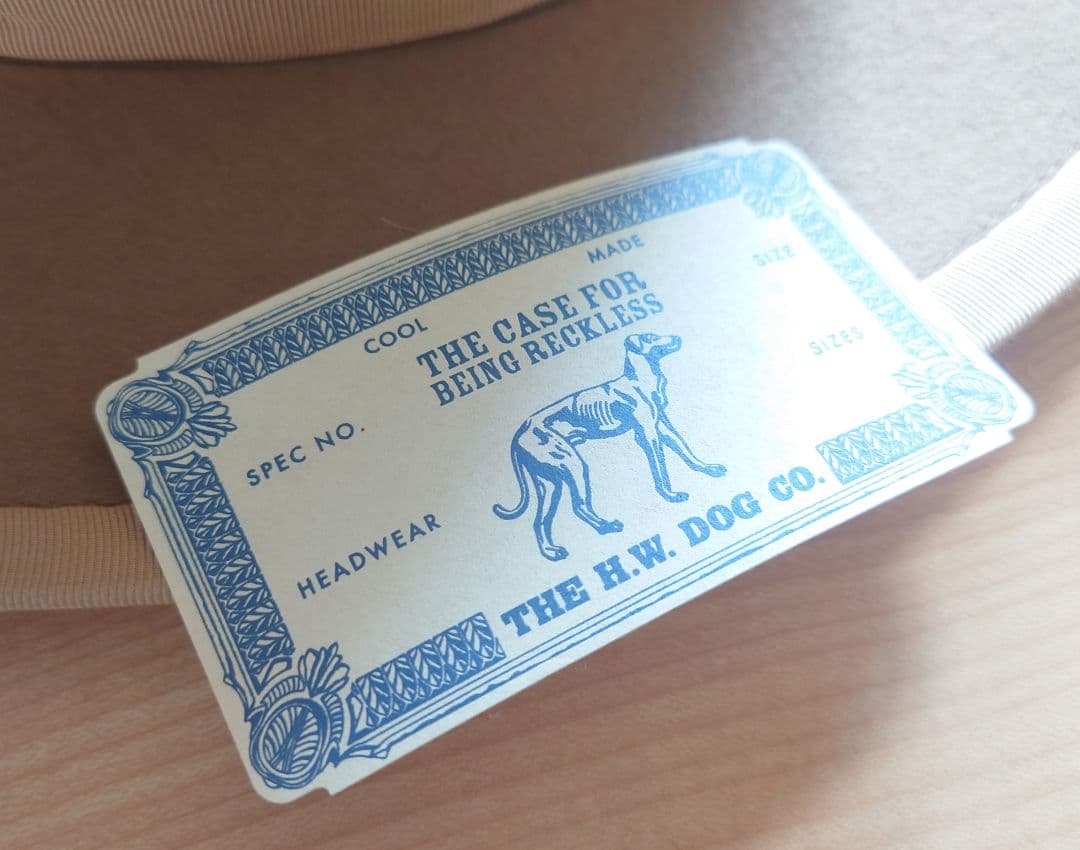 COOL MADE SIZE
THE CASE FOR
BEING RECKLESS
SPEC NO. SIZES
HEADWEAR
THE H.W. DOG CO.